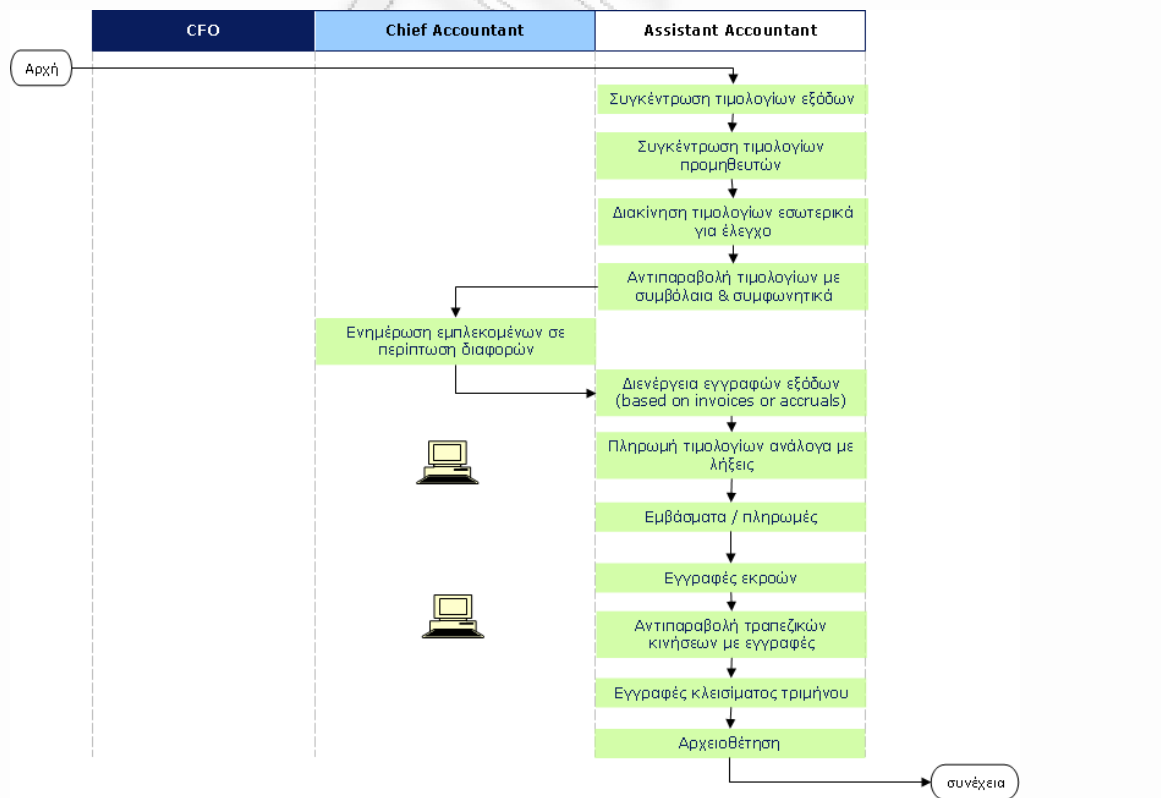 CFO
Chief Accountant
Assistant Accountant
Αρχή
Συγκέντρωση τιμολογίων εξόδων
Συγκέντρωση τιμολογίων
προμηθευτών
Διακίνηση τιμολογίων εσωτερικά
για έλεγχο
Αντιπαραβολή τιμολογίων με
συμβόλαια & συμφωνητικά
Ενημέρωση εμπλεκομένων σε
περίπτωση διαφορών
Διενέργεια εγγραφών εξόδων
(based on invoices or accruals)
Πληρωμή τιμολογίων ανάλογα με
λήξεις
Εμβάσματα / πληρωμές
Εγγραφές εκροών
Αντιπαραβολή τραπεζικών
κινήσεων με εγγραφές
Εγγραφές κλεισίματος τριμήνου
Αρχειοθέτηση
συνέχεια